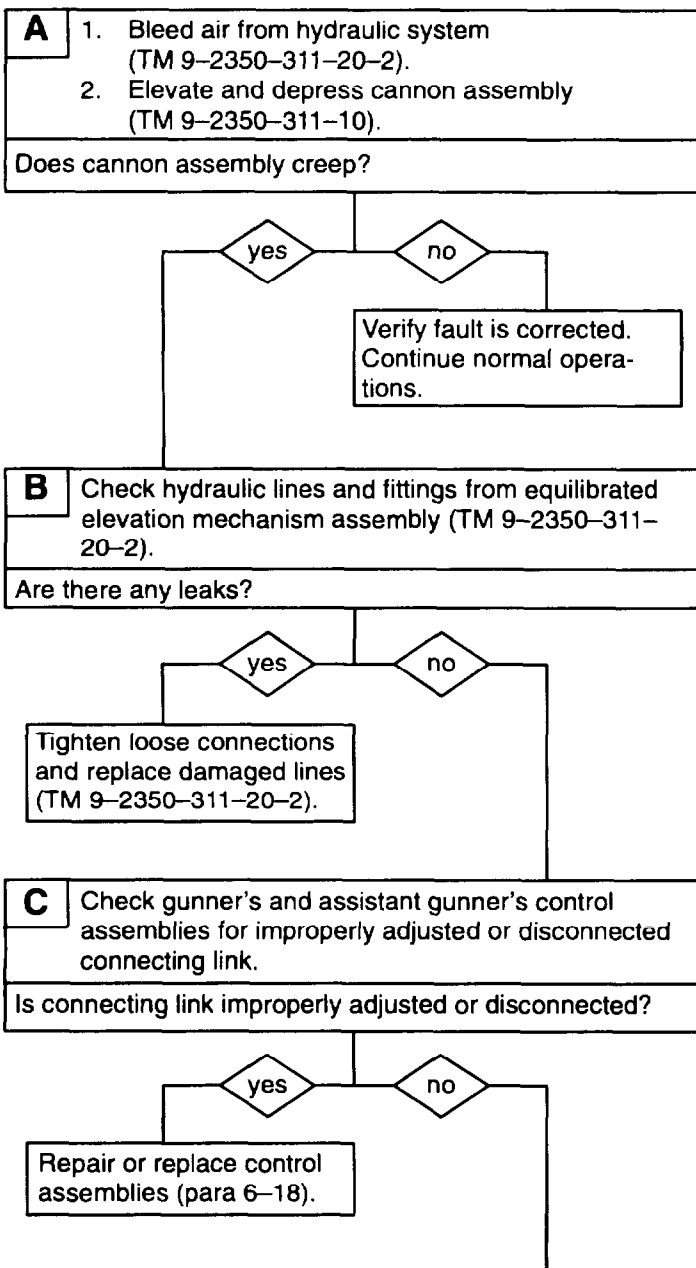 A 1. Bleed air from hydraulic system
(TM 9–2350–311–20–2).
2. Elevate and depress cannon assembly
(TM 9–2350–311–10).
Does cannon assembly creep?
yes no
Verify fault is corrected.
Continue normal opera-
tions.
B Check hydraulic lines and fittings from equilibrated
elevation mechanism assembly (TM 9–2350–311–
20–2).
Are there any leaks?
yes no
Tighten loose connections
and replace damaged lines
(TM 9–2350–311–20–2).
C Check gunner's and assistant gunner's control
assemblies for improperly adjusted or disconnected
connecting link.
Is connecting link improperly adjusted or disconnected?
yes no
Repair or replace control
assemblies (para 6–18).